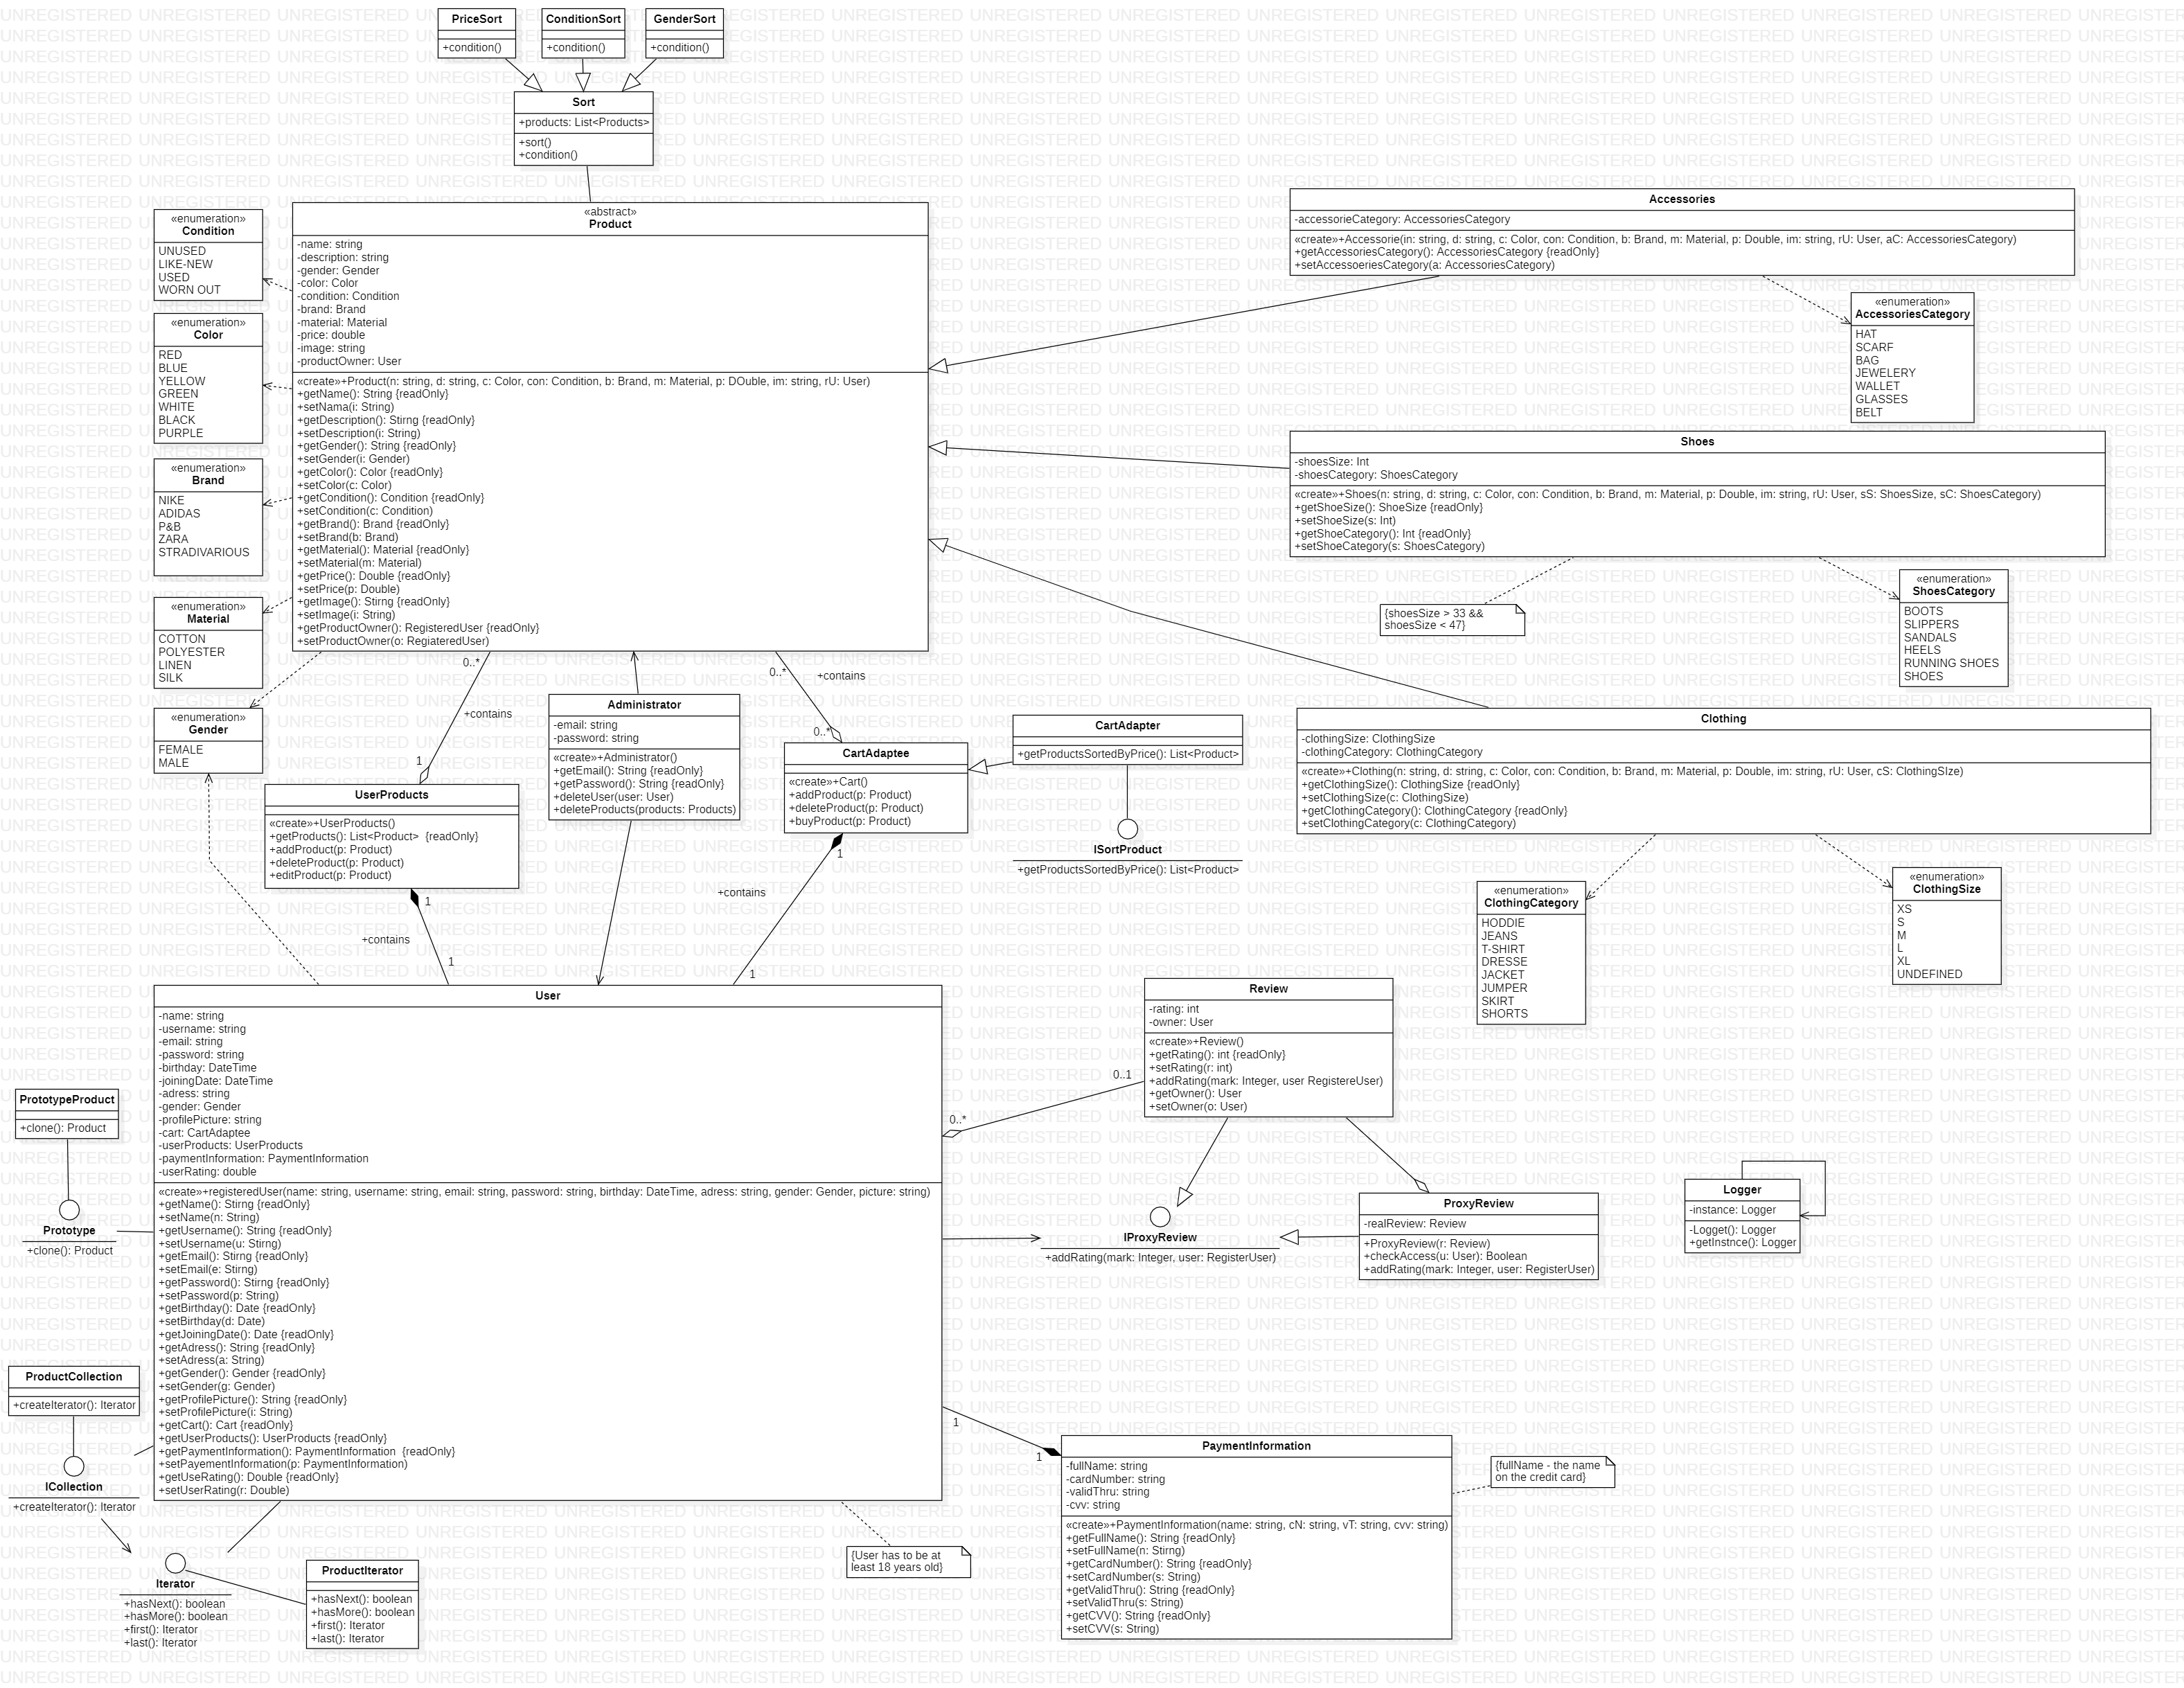 PriceSort
+condition()
ConditionSort
+condition()
GenderSort
+condition()
Sort
+products: List<Products>
+sort()
+condition()
«enumeration»
Condition
UNUSED
LIKE-NEW
USED
WORN OUT
«enumeration»
Color
RED
BLUE
YELLOW
GREEN
WHITE
BLACK
PURPLE
«enumeration»
Brand
NIKE
ADIDAS
P&B
ZARA
STRADIVARIOUS
«enumeration»
Material
COTTON
POLYESTER
LINEN
SILK
«enumeration»
Gender
FEMALE
MALE
«abstract»
Product
-name: string
-description: string
-gender: Gender
-color: Color
-condition: Condition
-brand: Brand
-material: Material
-price: double
-image: string
-productOwner: User
«create»+Product(n: string, d: string, c: Color, con: Condition, b: Brand, m: Material, p: DOuble, im: string, rU: User)
+getName(): String {readOnly}
+setNama(i: String)
+getDescription(): Stirng {readOnly}
+setDescription(i: String)
+getGender(): String {readOnly}
+setGender(i: Gender)
+getColor(): Color {readOnly}
+setColor(c: Color)
+getCondition(): Condition {readOnly}
+setCondition(c: Condition)
+getBrand(): Brand {readOnly}
+setBrand(b: Brand)
+getMaterial(): Material {readOnly}
+setMaterial(m: Material)
+getPrice(): Double {readOnly}
+setPrice(p: Double)
+getImage(): Stirng {readOnly}
+setImage(i: String)
+getProductOwner(): RegisteredUser {readOnly}
+setProductOwner(o: RegiateredUser)
Accessories
-accessorieCategory: AccessoriesCategory
«create»+Accessorie(in: string, d: string, c: Color, con: Condition, b: Brand, m: Material, p: Double, im: string, rU: User, aC: AccessoriesCategory)
+getAccessoriesCategory(): AccessoriesCategory {readOnly}
+setAccessoeriesCategory(a: AccessoriesCategory)
«enumeration»
AccessoriesCategory
HAT
SCARF
BAG
JEWELERY
WALLET
GLASSES
BELT
Shoes
-shoesSize: Int
-shoesCategory: ShoesCategory
«create»+Shoes(n: string, d: string, c: Color, con: Condition, b: Brand, m: Material, p: Double, im: string, rU: User, sS: ShoesSize, sC: ShoesCategory)
+getShoeSize(): ShoeSize {readOnly}
+setShoeSize(s: Int)
+getShoeCategory(): Int {readOnly}
+setShoeCategory(s: ShoesCategory)
{shoesSize > 33 &&
shoesSize < 47}
«enumeration»
ShoesCategory
BOOTS
SLIPPERS
SANDALS
HEELS
RUNNING SHOES
SHOES
Clothing
-clothingSize: ClothingSize
-clothingCategory: ClothingCategory
«create»+Clothing(n: string, d: string, c: Color, con: Condition, b: Brand, m: Material, p: Double, im: string, rU: User, cS: ClothingSIze)
+getClothingSize(): ClothingSize {readOnly}
+setClothingSize(c: ClothingSize)
+getClothingCategory(): ClothingCategory {readOnly}
+setClothingCategory(c: ClothingCategory)
«enumeration»
ClothingCategory
HODDIE
JEANS
T-SHIRT
DRESSE
JACKET
JUMPER
SKIRT
SHORTS
«enumeration»
ClothingSize
XS
S
M
L
XL
UNDEFINED
0..*
+contains
1
0..*
+contains
0..*
Administrator
-email: string
-password: string
«create»+Administrator()
+getEmail(): String {readOnly}
+getPassword(): String {readOnly}
+deleteUser(user: User)
+deleteProducts(products: Products)
CartAdaptee
«create»+Cart()
+addProduct(p: Product)
+deleteProduct(p: Product)
+buyProduct(p: Product)
CartAdapter
+getProductsSortedByPrice(): List<Product>
ISortProduct
+getProductsSortedByPrice(): List<Product>
UserProducts
«create»+UserProducts()
+getProducts(): List<Product> {readOnly}
+addProduct(p: Product)
+deleteProduct(p: Product)
+editProduct(p: Product)
1
+contains
1
1
+contains
1
User
-name: string
-username: string
-email: string
-password: string
-birthday: DateTime
-joiningDate: DateTime
-adress: string
-gender: Gender
-profilePicture: string
-cart: CartAdaptee
-userProducts: UserProducts
-paymentInformation: PaymentInformation
-userRating: double
«create»+registeredUser(name: string, username: string, email: string, password: string, birthday: DateTime, adress: string, gender: Gender, picture: string)
+getName(): Stirng {readOnly}
+setName(n: String)
+getUsername(): String {readOnly}
+setUsername(u: Stirng)
+getEmail(): Stirng {readOnly}
+setEmail(e: Stirng)
+getPassword(): Stirng {readOnly}
+setPassword(p: String)
+getBirthday(): Date {readOnly}
+setBirthday(d: Date)
+getJoiningDate(): Date {readOnly}
+getAdress(): String {readOnly}
+setAdress(a: String)
+getGender(): Gender {readOnly}
+setGender(g: Gender)
+getProfilePicture(): String {readOnly}
+setProfilePicture(i: String)
+getCart(): Cart {readOnly}
+getUserProducts(): UserProducts {readOnly}
+getPaymentInformation(): PaymentInformation {readOnly}
+setPayementInformation(p: PaymentInformation)
+getUseRating(): Double {readOnly}
+setUserRating(r: Double)
PrototypeProduct
+clone(): Product
Prototype
+clone(): Product
ProductCollection
+createIterator(): Iterator
ICollection
+createIterator(): Iterator
Iterator
+hasNext(): boolean
+hasMore(): boolean
+first(): Iterator
+last(): Iterator
ProductIterator
+hasNext(): boolean
+hasMore(): boolean
+first(): Iterator
+last(): Iterator
{User has to be at
least 18 years old}
Review
-rating: int
-owner: User
«create»+Review()
+getRating(): int {readOnly}
+setRating(r: int)
+addRating(mark: Integer, user RegistereUser)
+getOwner(): User
+setOwner(o: User)
0..1
0..*
IProxyReview
+addRating(mark: Integer, user: RegisterUser)
ProxyReview
-realReview: Review
+ProxyReview(r: Review)
+checkAccess(u: User): Boolean
+addRating(mark: Integer, user: RegisterUser)
Logger
-instance: Logger
-Logget(): Logger
+getInstnce(): Logger
1
1
PaymentInformation
-fullName: string
-cardNumber: string
-validThru: string
-cvv: string
«create»+PaymentInformation(name: string, cN: string, vT: string, cvv: string)
+getFullName(): String {readOnly}
+setFullName(n: Stirng)
+getCardNumber(): String {readOnly}
+setCardNumber(s: String)
+getValidThru(): String {readOnly}
+setValidThru(s: String)
+getCVV(): String {readOnly}
+setCVV(s: String)
{fullName - the name
on the credit card}
UNREGISTERED